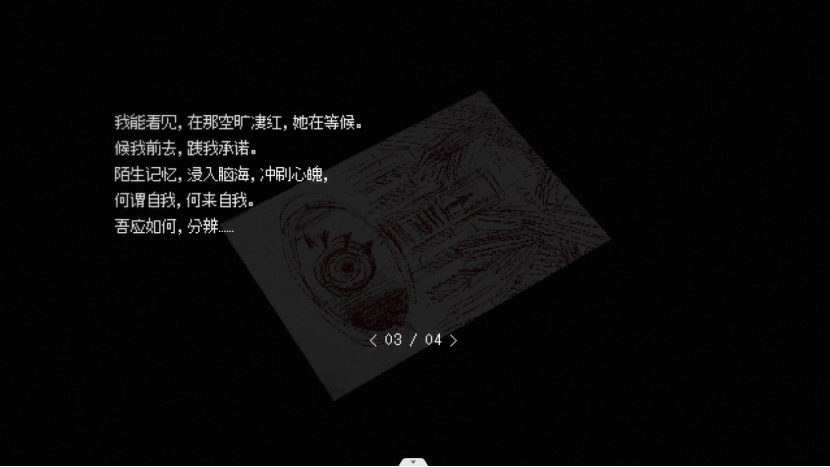 我能看见,在那空旷凄红,她在等候。
候我前去,践我承诺。
陌生记忆,浸入脑海,冲刷心魄,
何谓自我,何来自我。
吾应如何,分辨……
< 03 / 04 >